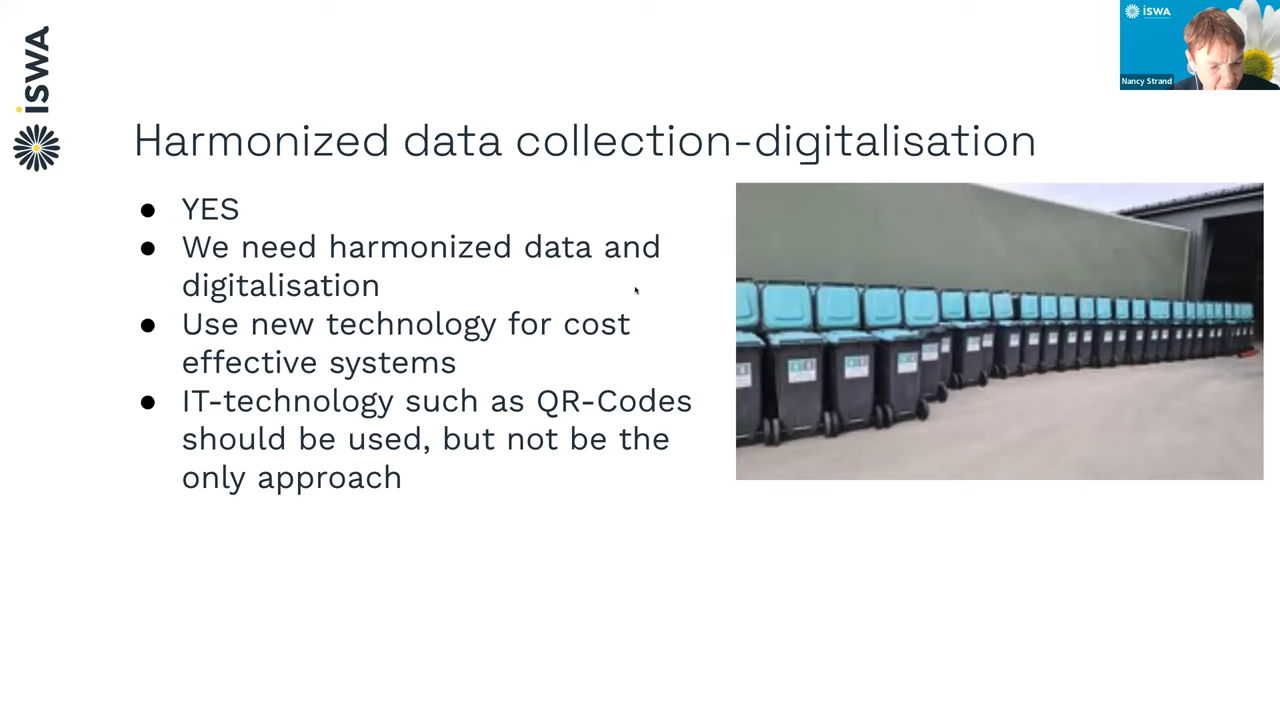 iSWA
iSWA
Nancy Strand
Harmonized data collection-digitalisation
● YES
● We need harmonized data and
digitalisation
● Use new technology for cost
effective systems
● IT-technology such as QR-Codes
should be used, but not be the
only approach